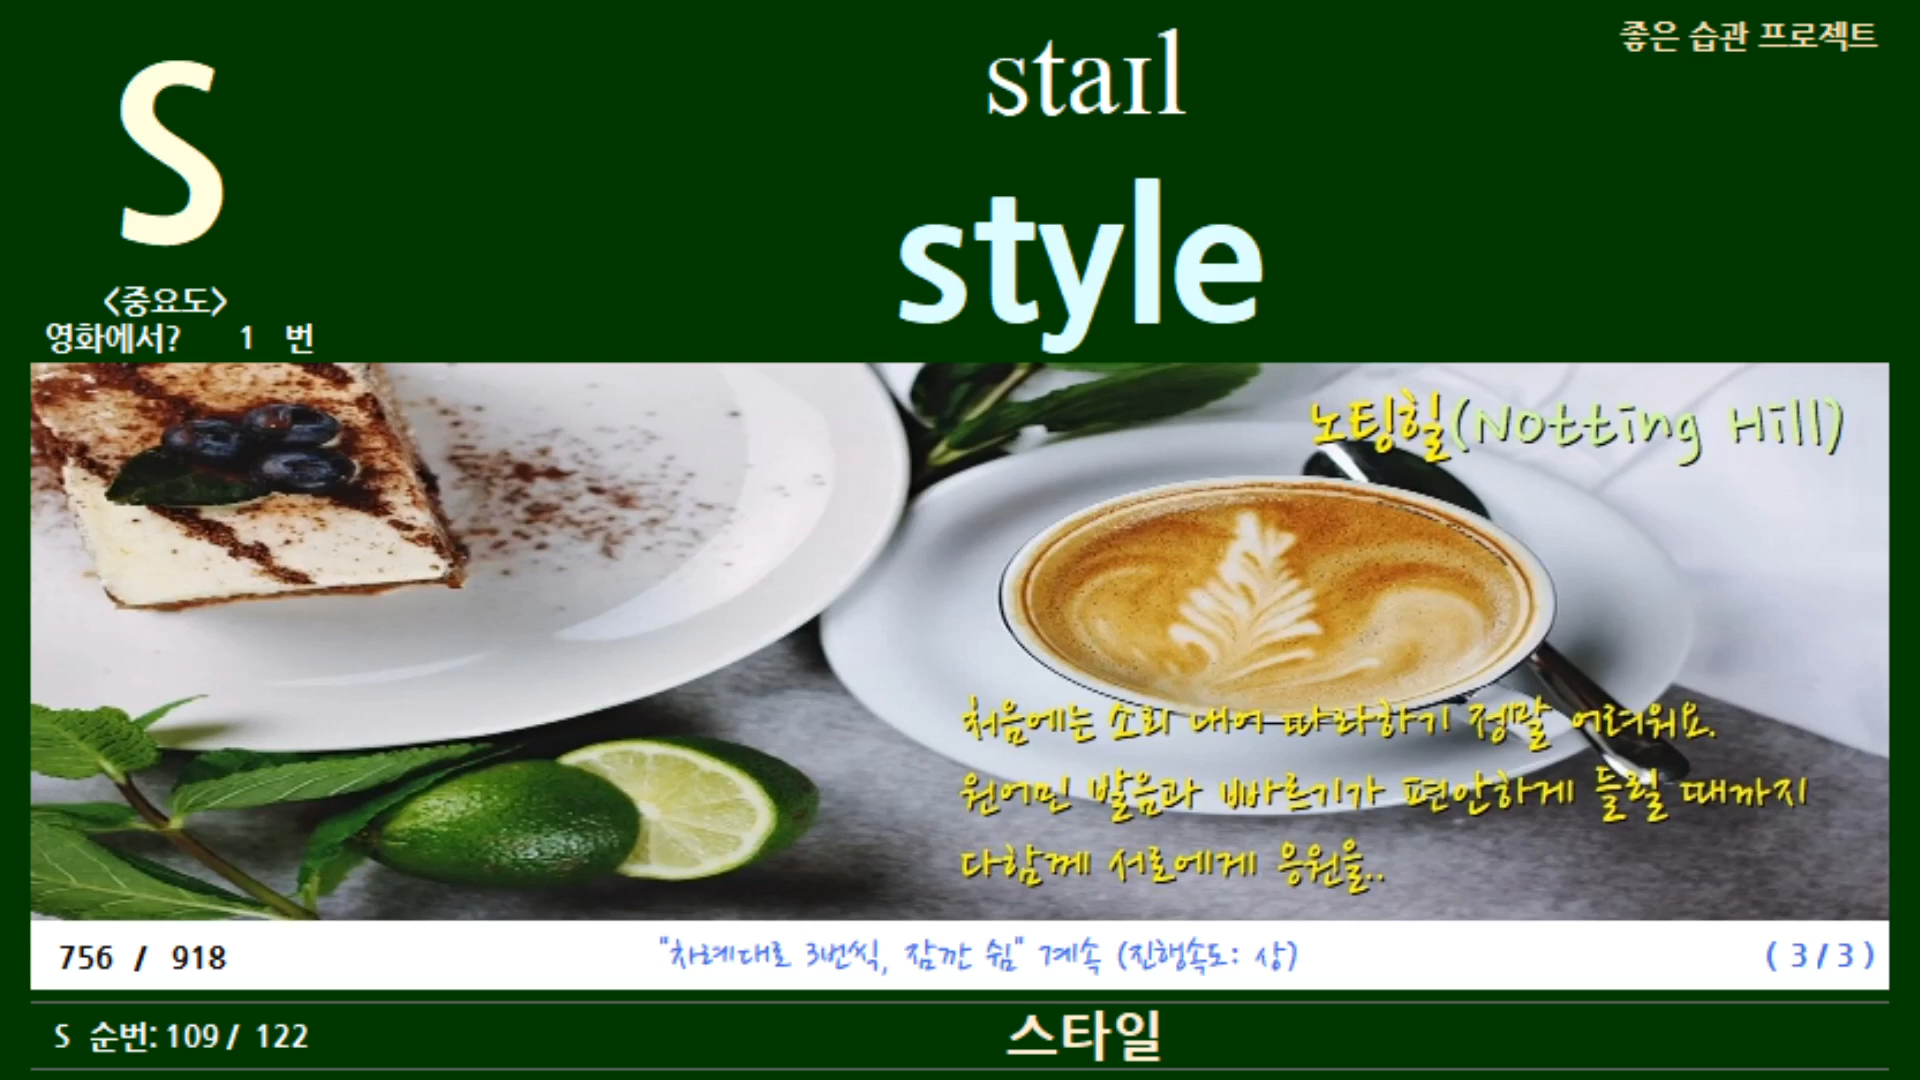 좋은 습관 프로젝트
S
staɪl
style
<중요도>
영화에서? 1 번
노팅힐(Notting Hill)
처음에는 소리 내어 따라하기 정말 어려워요.
원어민 발음과 빠르기가 편안하게 들릴 때까지
다함께 서로에게 응원을..
756 / 918
"차례대로 3번씩, 잠깐 쉼" 계속 (진행속도: 상)
( 3 / 3 )
S 순번: 109 / 122
스타일